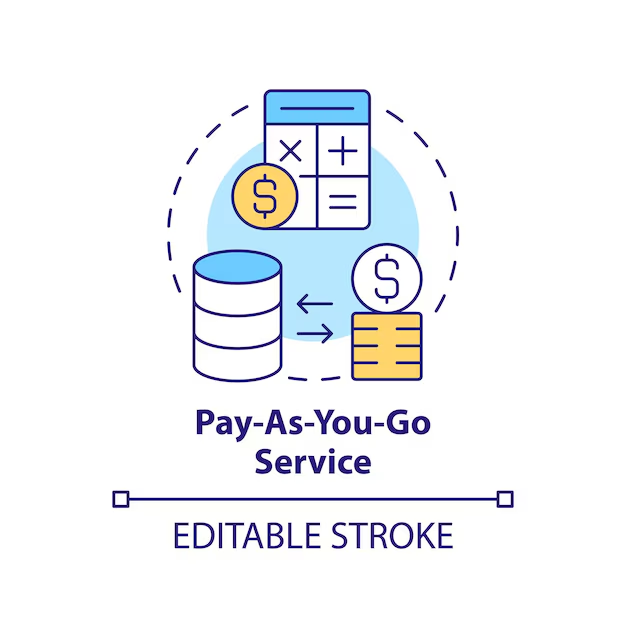 $
$
Pay-As-You-Go
Service
EDITABLE STROKE